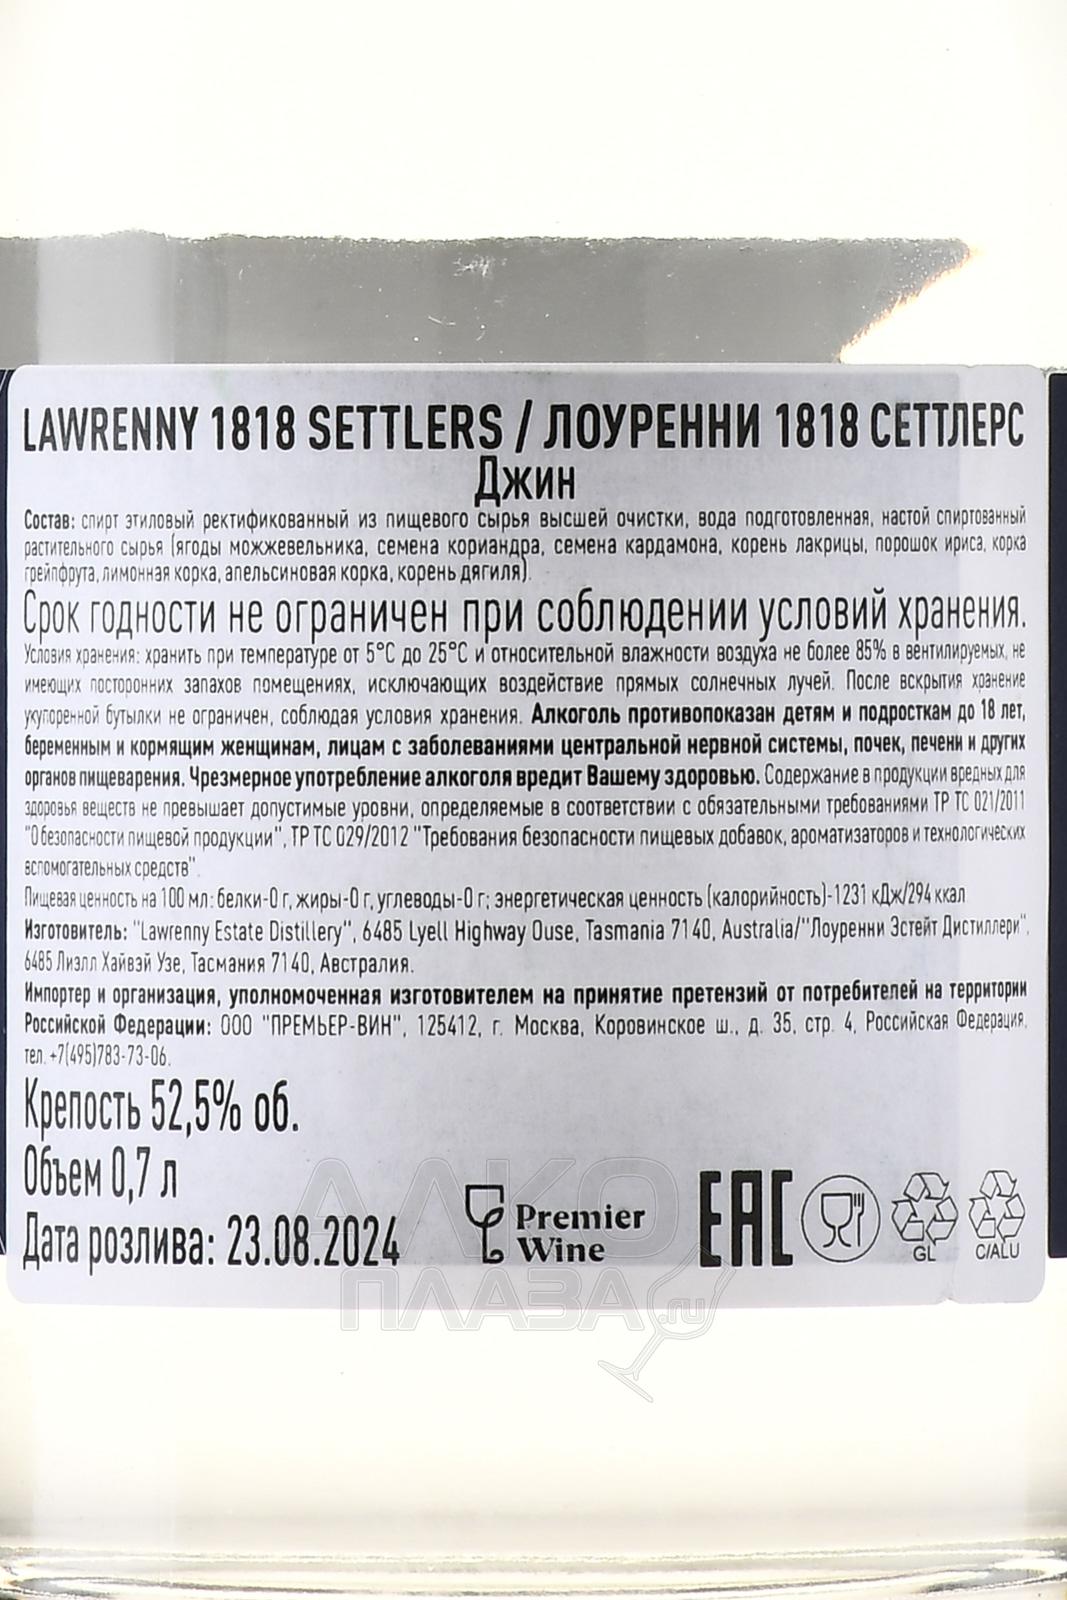 LAWRENNY 1818 SETTLERS / ЛОУРЕННИ 1818 СЕТТЛЕРС
Джин
Состав: спирт этиловый ректификованный из пищевого сырья высшей очистки, вода подготовленная, настой спиртованный
растительного сырья (ягоды можжевельника, семена кориандра, семена кардамона, корень лакрицы, порошок ириса, корка
грейпфрута, лимонная корка, апельсиновая корка, корень дягиля).
Срок годности не ограничен при соблюдении условий хранения.
Условия хранения: хранить при температуре от 5°С до 25°С и относительной влажности воздуха не более 85% в вентилируемых, не
имеющих посторонних запахов помещениях, исключающих воздействие прямых солнечных лучей. После вскрытия хранение
укупоренной бутылки не ограничен, соблюдая условия хранения. Алкоголь противопоказан детям и подросткам до 18 лет,
беременным и кормящим женщинам, лицам с заболеваниями центральной нервной системы, почек, печени и других
органов пищеварения. Чрезмерное употребление алкоголя вредит Вашему здоровью. Содержание в продукции вредных для
здоровья веществ не превышает допустимые уровни, определяемые в соответствии с обязательными требованиями ТР ТС 021/2011
"О безопасности пищевой продукции", ТР ТС 029/2012 "Требования безопасности пищевых добавок, ароматизаторов и технологических
вспомогательных средств".
Пищевая ценность на 100 мл: белки-0 г, жиры-0 г, углеводы-0 г; энергетическая ценность (калорийность)-1231 кДж/294 ккал
Изготовитель: "Lawrenny Estate Distillery", 6485 Lyell Highway Ouse, Tasmania 7140, Australia/"Лоуренни Эстейт Дистиллери",
6485 Лиэлл Хайвэй Узе, Тасмания 7140, Австралия.
Импортер и организация, уполномоченная изготовителем на принятие претензий от потребителей на территории
Российской Федерации: ООО "ПРЕМЬЕР-ВИН", 125412, г. Москва, Коровинское ш., д. 35, стр. 4, Российская Федерация,
тел. +7(495)783-73-06.
Крепость 52,5% об.
Объем 0,7 л
Дата розлива: 23.08.2024
Premier
Wine
EAC
GL
C/ALU
АЛКО
ПЛАЗА
.ru